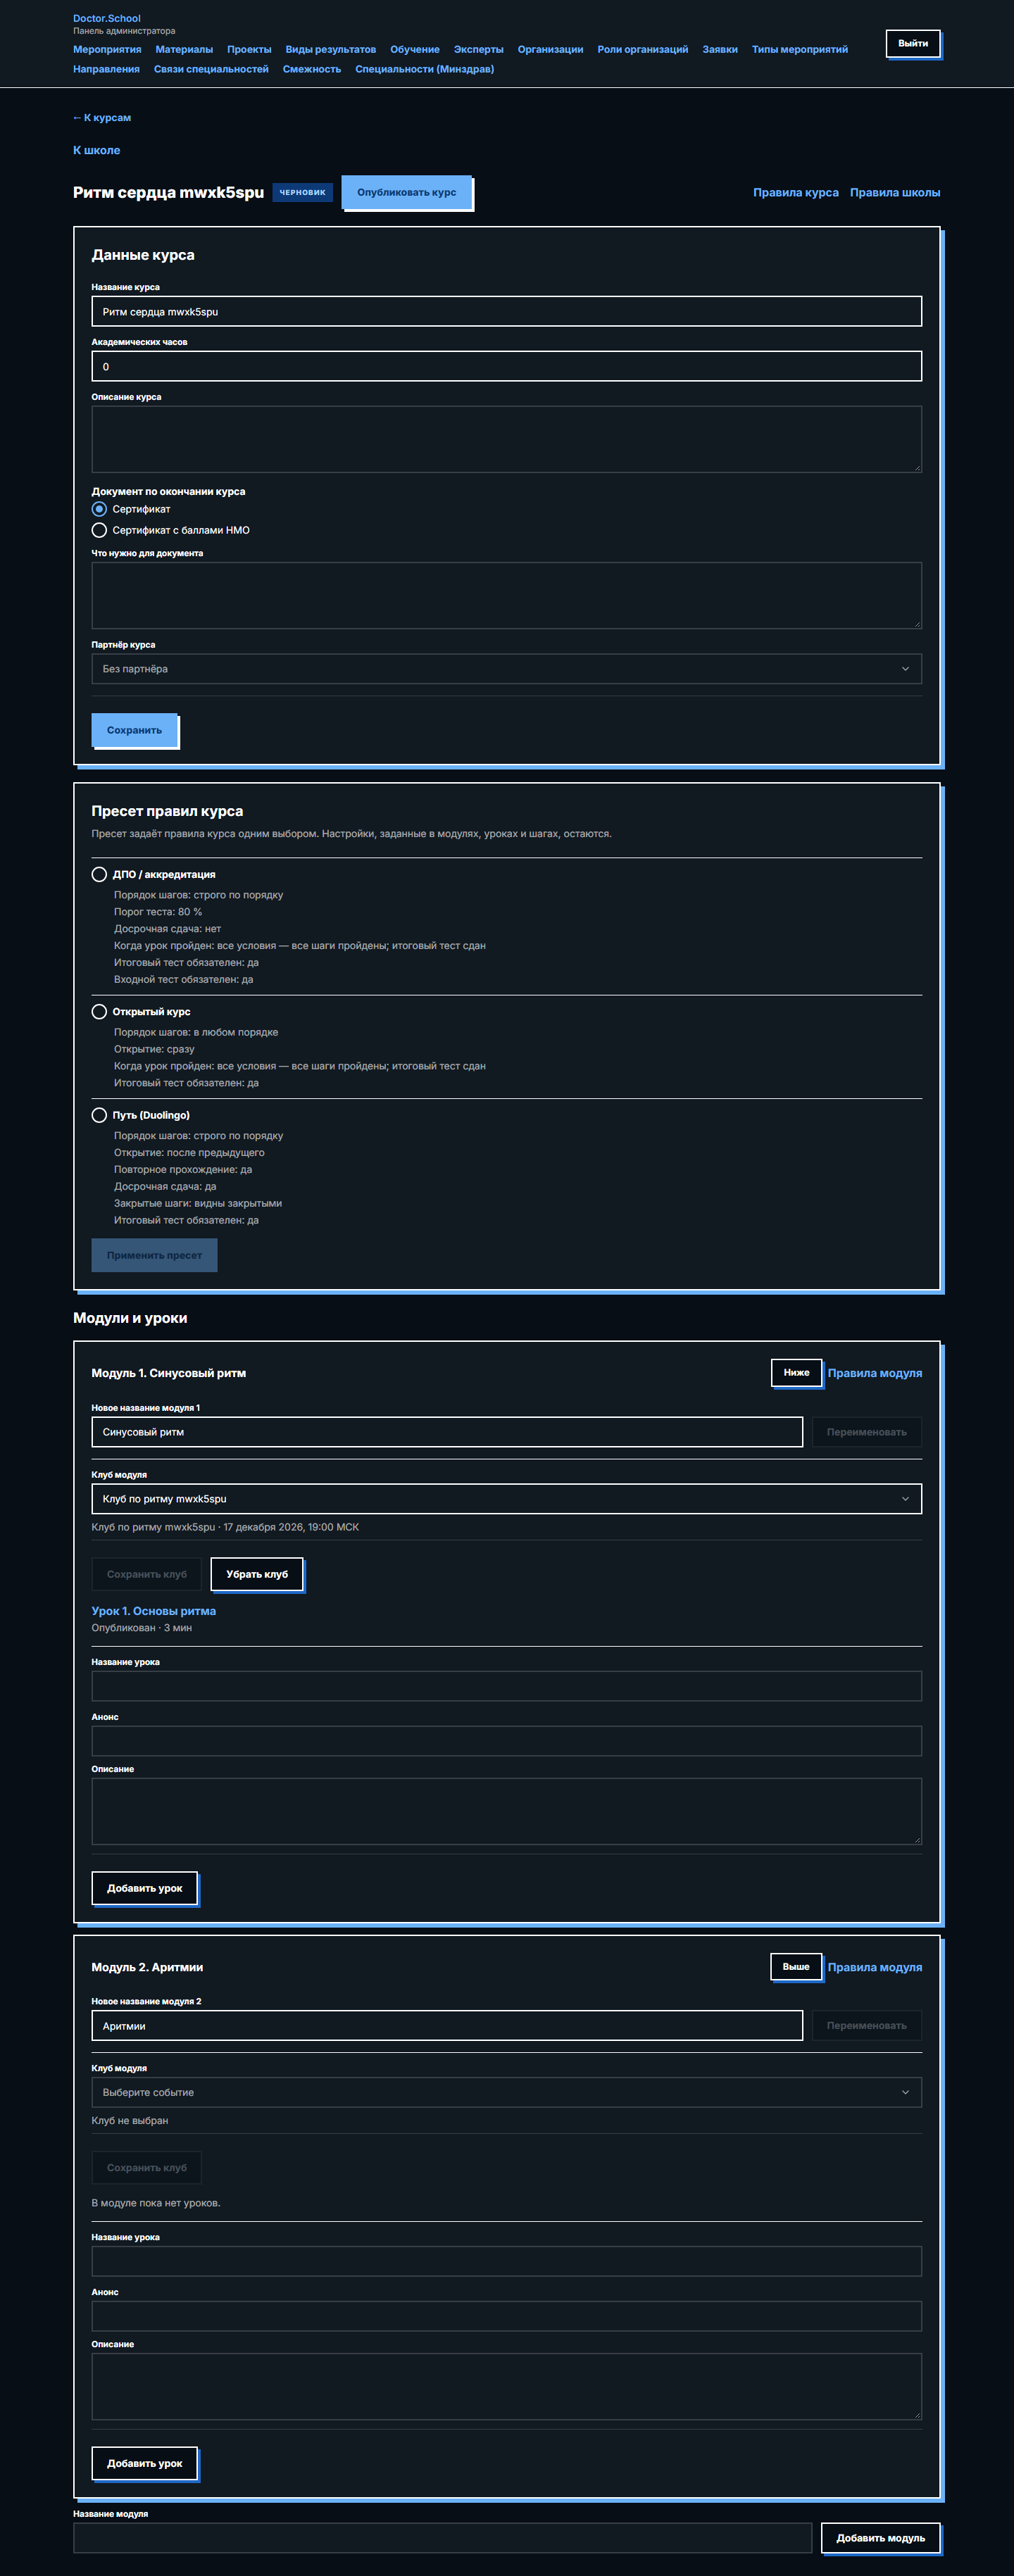 Doctor.School
Панель администратора
Мероприятия Материалы Проекты Виды результатов Обучение Эксперты Организации Роли организаций Заявки Типы мероприятий
Направления Связи специальностей Смежность Специальности (Минздрав)
Выйти
← К курсам
К школе
Ритм сердца mwxk5spu ЧЕРНОВИК Опубликовать курс Правила курса Правила школы
Данные курса
Название курса
Ритм сердца mwxk5spu
Академических часов
0
Описание курса
Документ по окончании курса
Сертификат
Сертификат с баллами НМО
Что нужно для документа
Партнёр курса
Без партнёра
Сохранить
Пресет правил курса
Пресет задаёт правила курса одним выбором. Настройки, заданные в модулях, уроках и шагах, остаются.
ДПО / аккредитация
Порядок шагов: строго по порядку
Порог теста: 80 %
Досрочная сдача: нет
Когда урок пройден: все условия — все шаги пройдены; итоговый тест сдан
Итоговый тест обязателен: да
Входной тест обязателен: да
Открытый курс
Порядок шагов: в любом порядке
Открытие: сразу
Когда урок пройден: все условия — все шаги пройдены; итоговый тест сдан
Итоговый тест обязателен: да
Путь (Duolingo)
Порядок шагов: строго по порядку
Открытие: после предыдущего
Повторное прохождение: да
Досрочная сдача: да
Закрытые шаги: видны закрытыми
Итоговый тест обязателен: да
Применить пресет
Модули и уроки
Модуль 1. Синусовый ритм Ниже Правила модуля
Новое название модуля 1
Синусовый ритм Переименовать
Клуб модуля
Клуб по ритму mwxk5spu
Клуб по ритму mwxk5spu · 17 декабря 2026, 19:00 МСК
Сохранить клуб Убрать клуб
Урок 1. Основы ритма
Опубликован · 3 мин
Название урока
Анонс
Описание
Добавить урок
Модуль 2. Аритмии Выше Правила модуля
Новое название модуля 2
Аритмии Переименовать
Клуб модуля
Выберите событие
Клуб не выбран
Сохранить клуб
В модуле пока нет уроков.
Название урока
Анонс
Описание
Добавить урок
Название модуля
Добавить модуль